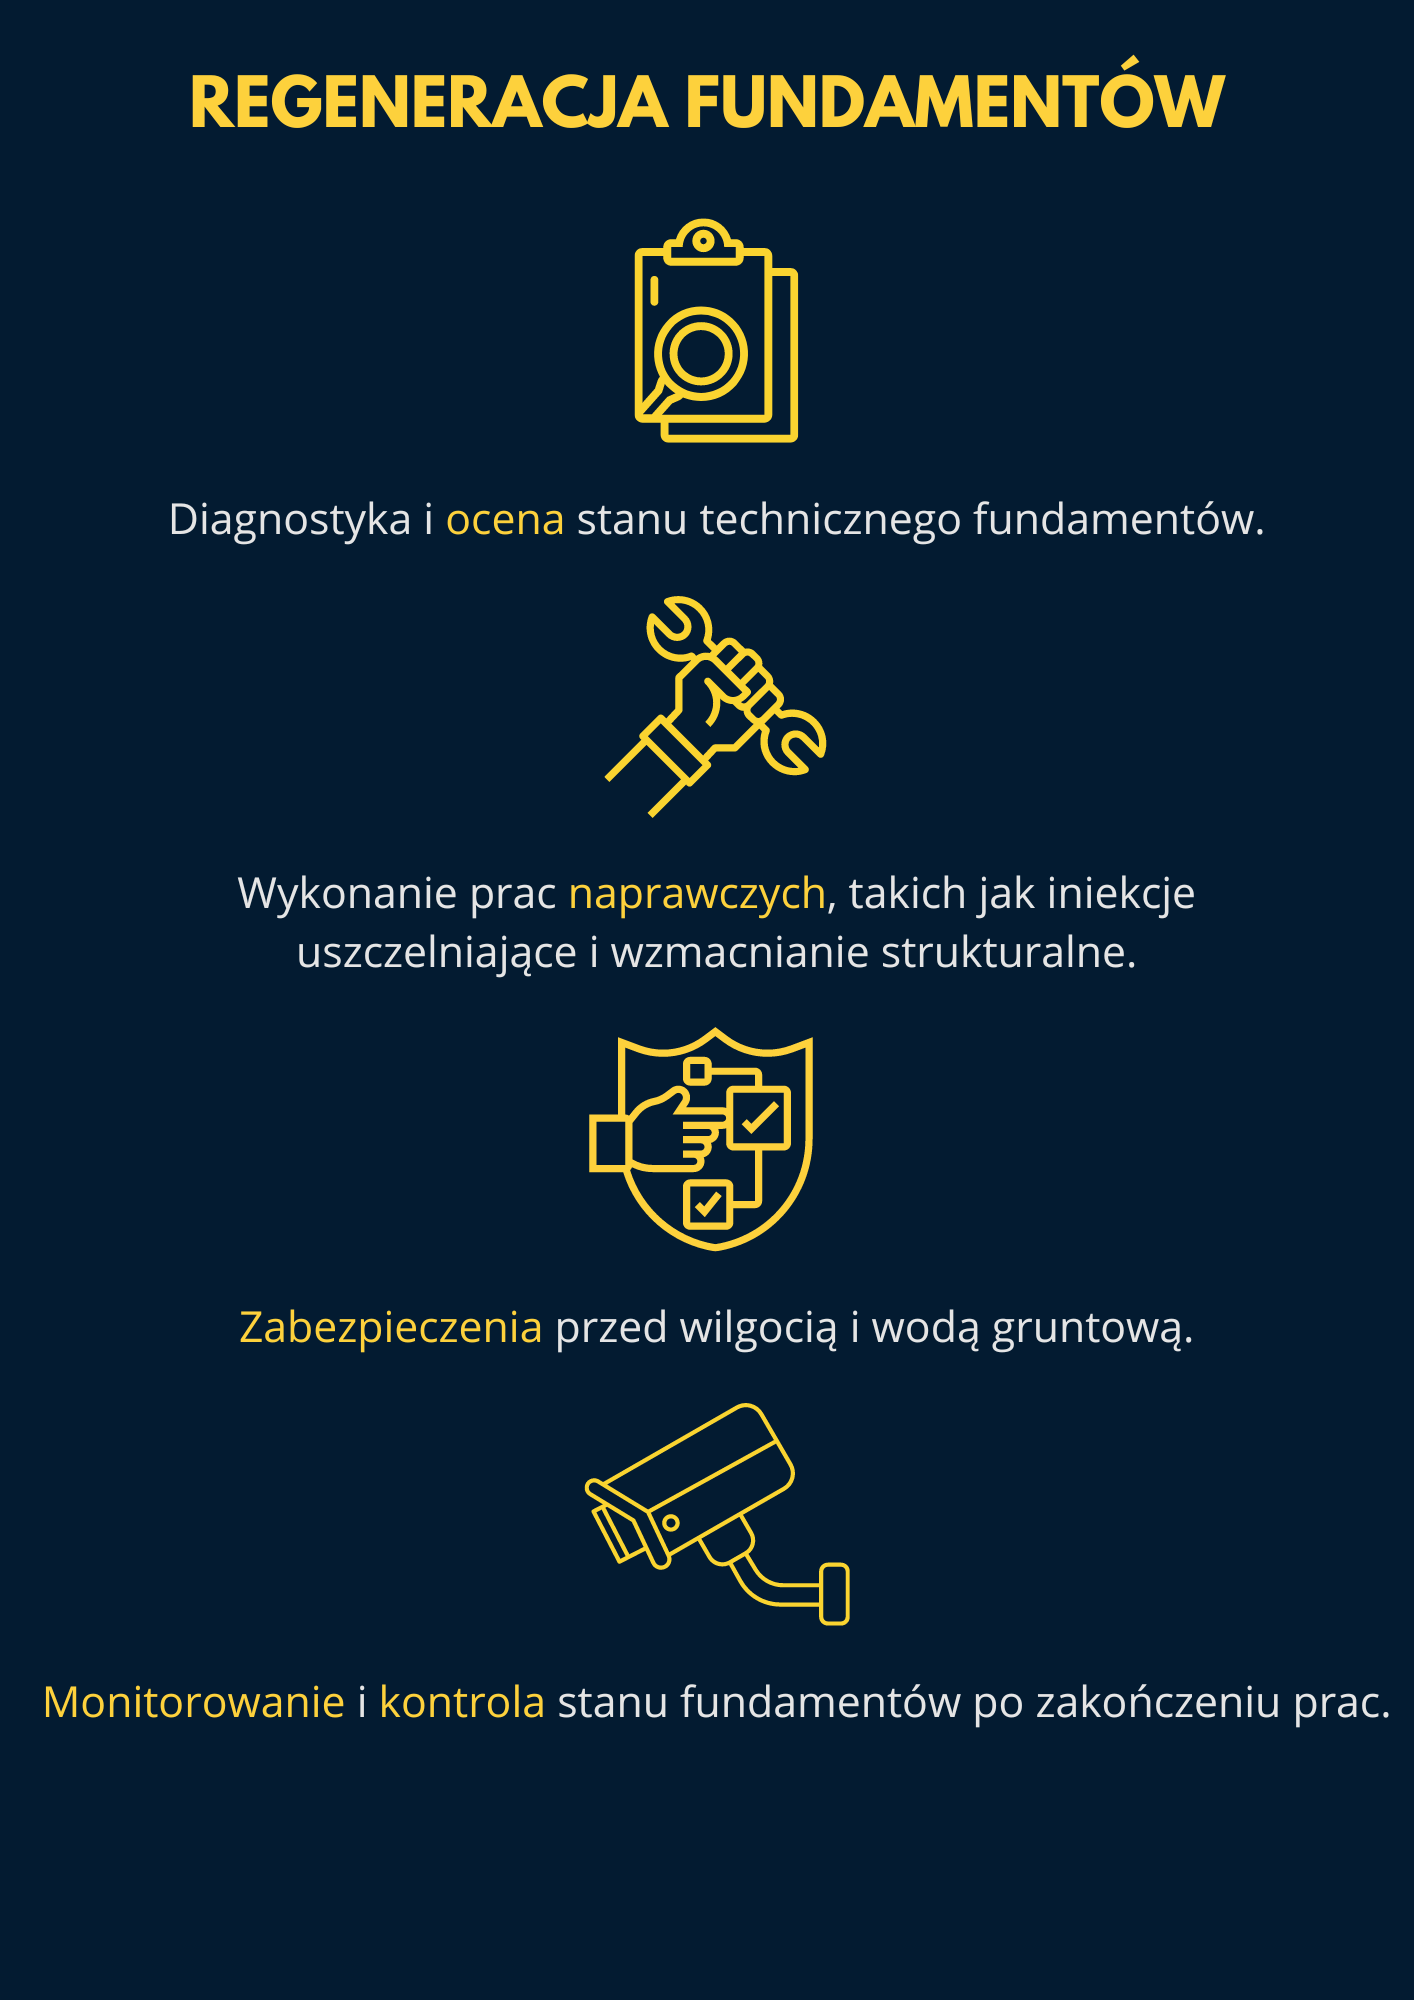 REGENERACJA FUNDAMENTÓW
Diagnostyka i ocena stanu technicznego fundamentów.
Wykonanie prac naprawczych, takich jak iniekcje
uszczelniające i wzmacnianie strukturalne.
Zabezpieczenia przed wilgocią i wodą gruntową.
Monitorowanie i kontrola stanu fundamentów po zakończeniu prac.